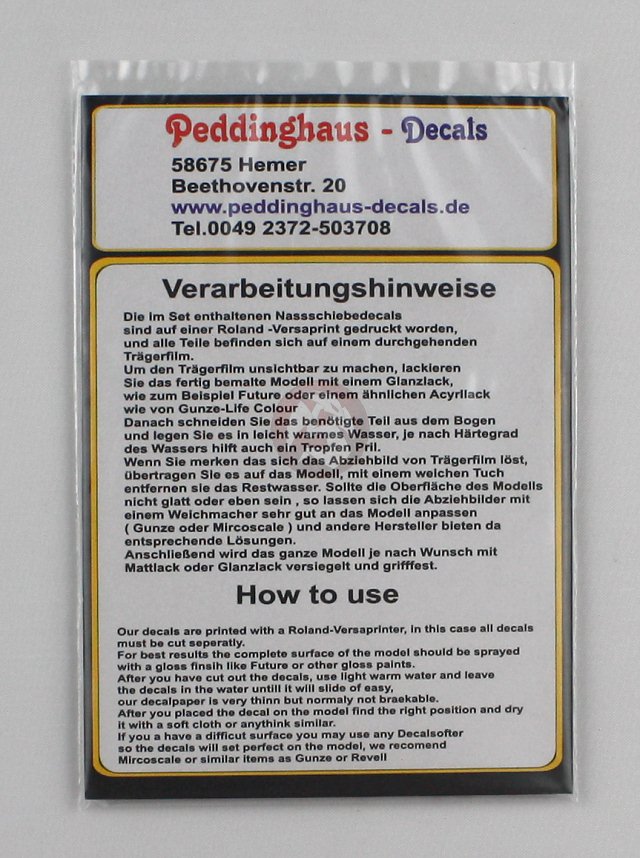 Peddinghaus - Decals
58675 Hemer
Beethovenstr. 20
www.peddinghaus-decals.de
Tel.0049 2372-503708
Verarbeitungshinweise
Die im Set enthaltenen Nassschiebedecals
sind auf einer Roland -Versaprint gedruckt worden,
und alle Teile befinden sich auf einem durchgehenden
Trägerfilm.
Um den Trägerfilm unsichtbar zu machen, lackieren
Sie das fertig bemalte Modell mit einem Glanzlack,
wie zum Beispiel Future oder einem ähnlichen Acryllack
wie von Gunze-Life Colour
Danach schneiden Sie das benötigte Teil aus dem Bogen
und legen Sie es in leicht warmes Wasser, je nach Härtegrad
des Wassers hilft auch ein Tropfen Pril.
Wenn Sie merken das sich das Abziehbild von Trägerfilm löst,
übertragen Sie es auf das Modell, mit einem weichen Tuch
entfernen sie das Restwasser. Sollte die Oberfläche des Modells
nicht glatt oder eben sein , so lassen sich die Abziehbilder mit
einem Weichmacher sehr gut an das Modell anpassen
( Gunze oder Mircoscale ) und andere Hersteller bieten da
entsprechende Lösungen.
Anschließend wird das ganze Modell je nach Wunsch mit
Mattlack oder Glanzlack versiegelt und grifffest.
How to use
Our decals are printed with a Roland-Versaprinter, in this case all decals
must be cut seperatly.
For best results the complete surface of the model should be sprayed
with a gloss finsih like Future or other gloss paints.
After you have cut out the decals, use light warm water and leave
the decals in the water untill it will slide of easy,
our decalpaper is very thinn but normaly not braekable.
After you placed the decal on the model find the right position and dry
it with a soft cloth or anythink similar.
If you a have a difficut surface you may use any Decalsofter
so the decals will set perfect on the model, we recomend
Mircoscale or similar items as Gunze or Revell